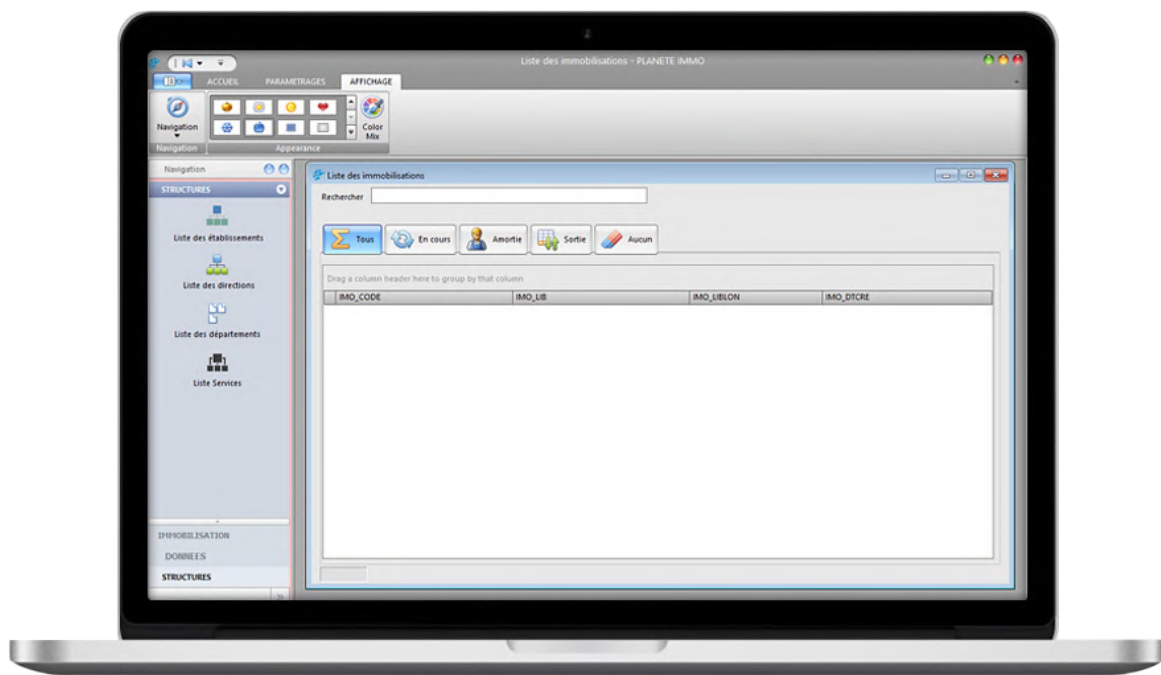 Liste des immobilisations - PLANETE IMMO
ACCUEIL PARAMETRAGES AFFICHAGE
Navigation
Color Mix
Navigation Appearance
Navigation
STRUCTURES
Liste des établissements
Liste des directions
Liste des départements
Liste Services
IMMOBILISATION
DONNEES
STRUCTURES
Liste des immobilisations
Rechercher
Tous En cours Amortie Sortie Aucun
Drag a column header here to group by that column
IMO_CODE IMO_LIB IMO_LIBLON IMO_DTCRE